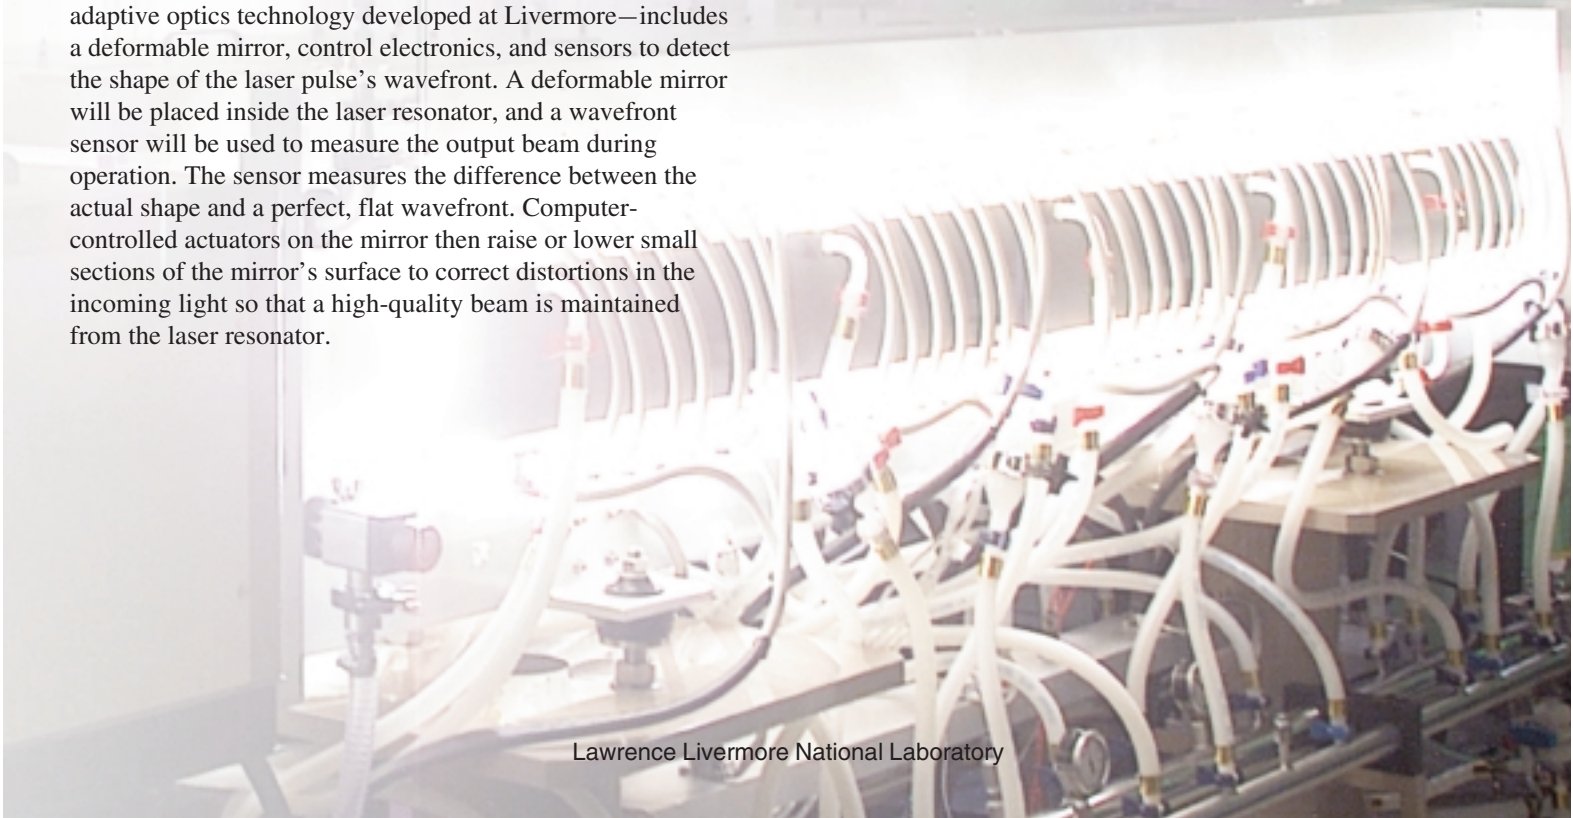 adaptive optics technology developed at Livermore—includes
a deformable mirror, control electronics, and sensors to detect
the shape of the laser pulse’s wavefront. A deformable mirror
will be placed inside the laser resonator, and a wavefront
sensor will be used to measure the output beam during
operation. The sensor measures the difference between the
actual shape and a perfect, flat wavefront. Computer-
controlled actuators on the mirror then raise or lower small
sections of the mirror’s surface to correct distortions in the
incoming light so that a high-quality beam is maintained
from the laser resonator.
Lawrence Livermore National Laboratory